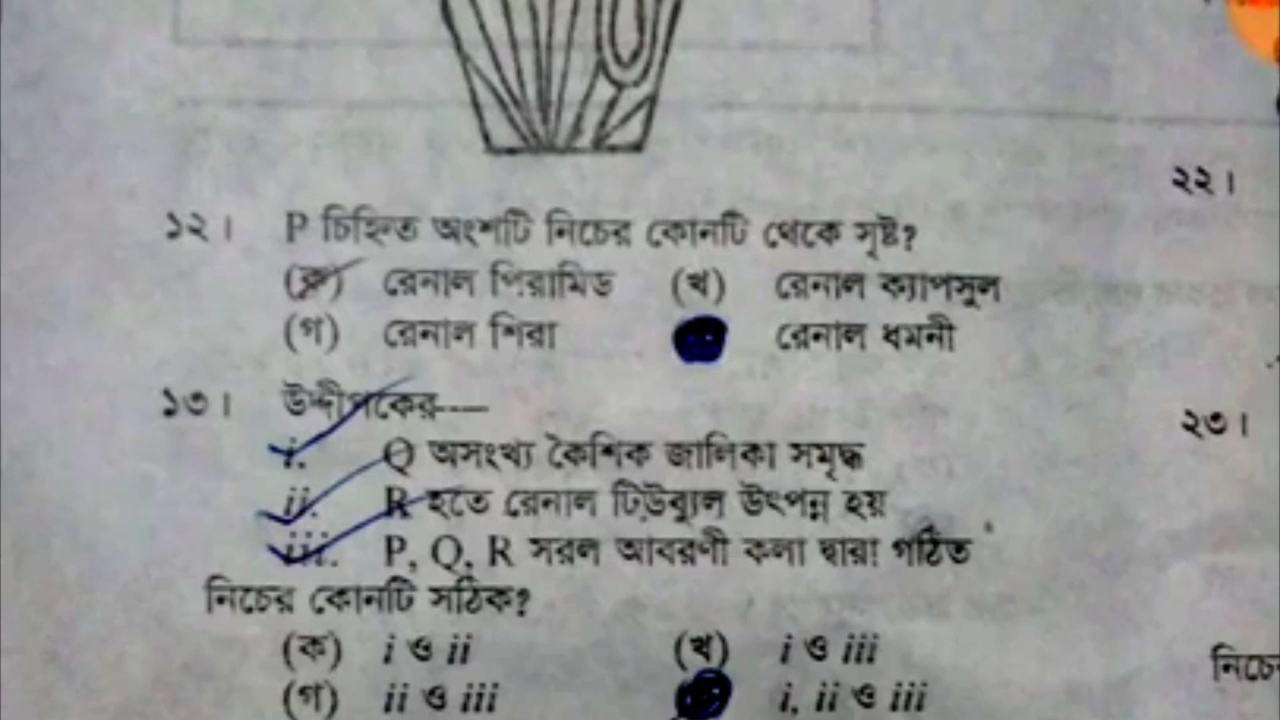 ২২।
১২। P চিহ্নিত অংশটি নিচের কোনটি থেকে সৃষ্ট?
(ক) রেনাল পিরামিড (খ) রেনাল ক্যাপসুল
(গ) রেনাল শিরা রেনাল ধমনী
১৩। উদ্দীপকের----
২৩।
i. Q অসংখ্য কৈশিক জালিকা সমৃদ্ধ
ii. R হতে রেনাল টিউব্যুল উৎপন্ন হয়
iii. P, Q, R সরল আবরণী কলা দ্বারা গঠিত
নিচের কোনটি সঠিক?
(ক) i ও ii (খ) i ও iii
(গ) ii ও iii i, ii ও iii